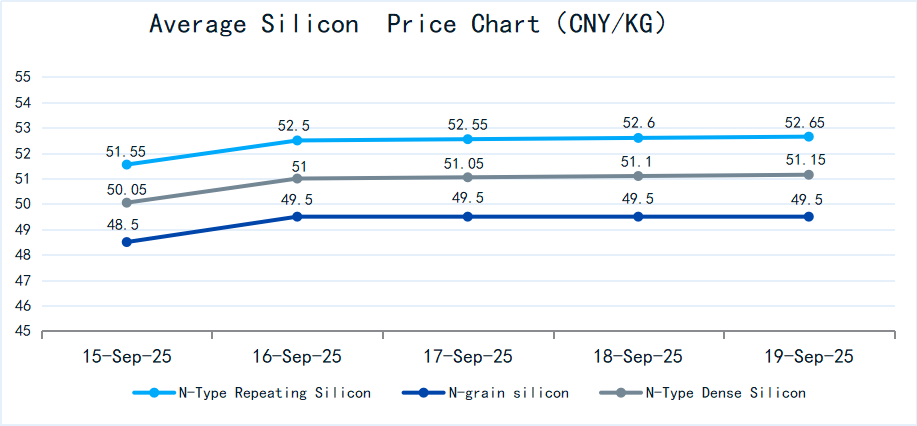 Average Silicon  Price Chart（CNY/KG）
55
54
53
52
51
50
49
48
47
46
45
51.55
52.5
52.55
52.6
52.65
50.05
51
51.05
51.1
51.15
48.5
49.5
49.5
49.5
49.5
15-Sep-25
16-Sep-25
17-Sep-25
18-Sep-25
19-Sep-25
N-Type Repeating Silicon
N-grain silicon
N-Type Dense Silicon